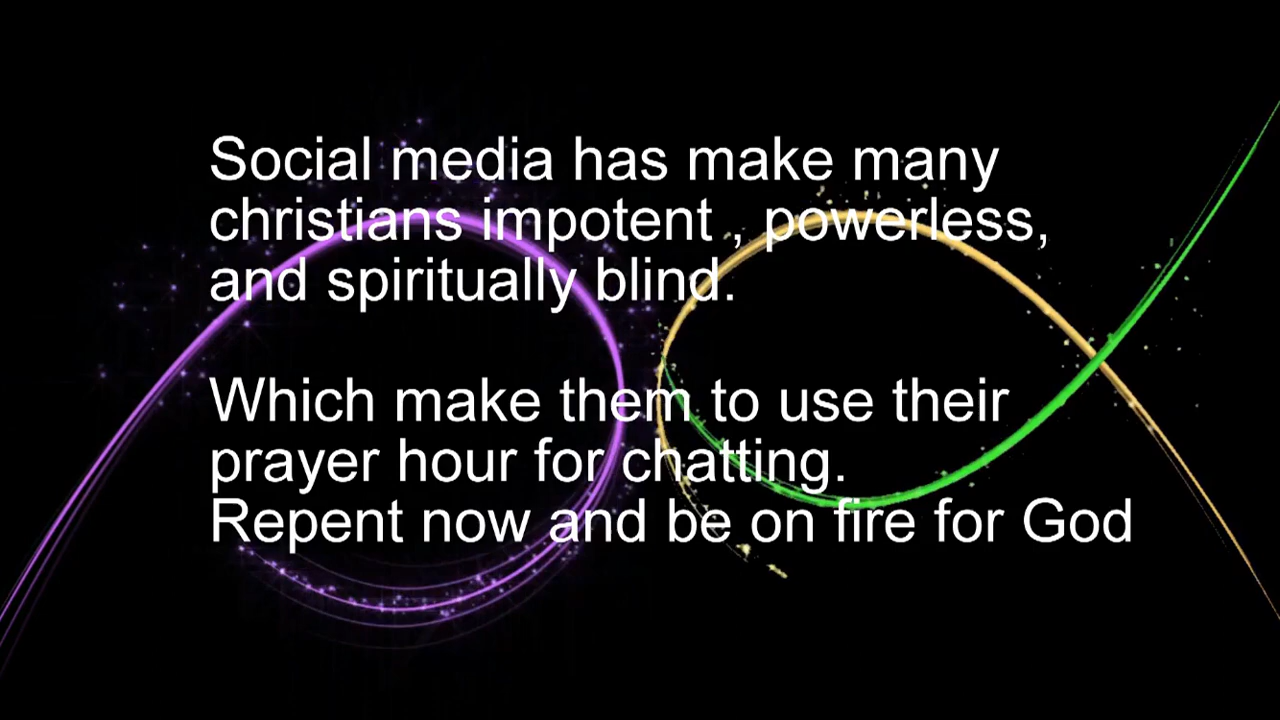 Social media has make many
christians impotent , powerless,
and spiritually blind.
Which make them to use their
prayer hour for chatting.
Repent now and be on fire for God